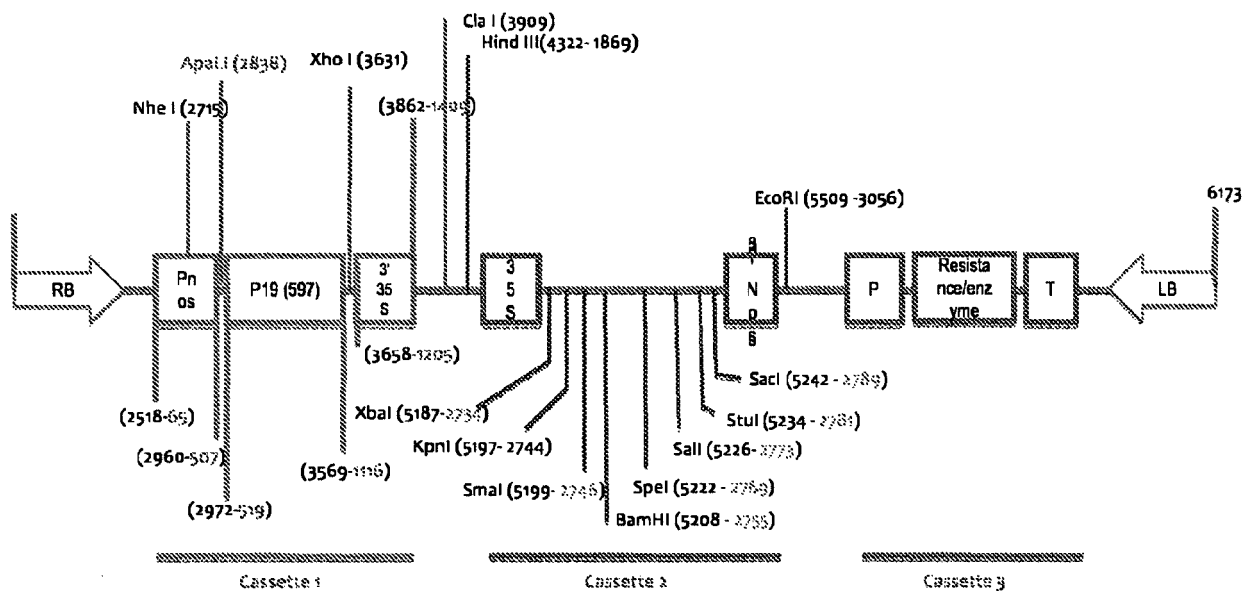 Cla I (3909)
Hind III(4322- 1869)
ApaLI (2838)
Xho I (3631)
Nhe I (2715)
(3862-1409)
EcoRI (5509 -3056)
6173
RB
Pn
os
P19 (597)
3'
35
S
3
5
S
3'
N
o
s
P
Resista
nce/enz
yme
T
LB
(3658-1205)
(2518-65)
(2960-507)
(2972-519)
(3569-1116)
XbaI (5187-2734)
KpnI (5197- 2744)
SmaI (5199 -2746)
BamHI (5208 - 2755)
SpeI (5222 - 2769)
SalI (5226-2773)
StuI (5234 - 2781)
SacI (5242 - 2789)
Cassette 1
Cassette 2
Cassette 3